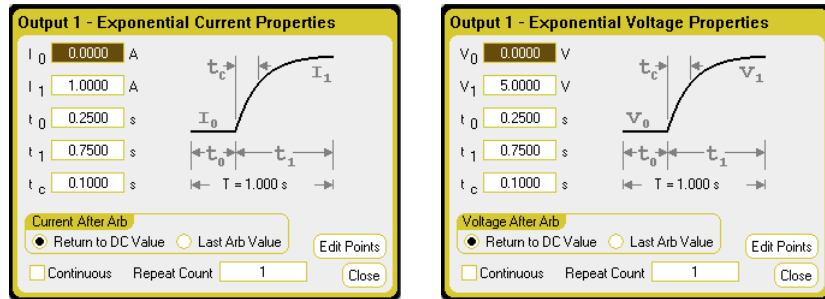 Output 1 - Exponential Current Properties
I 0 0.0000 A
I 1 1.0000 A
t 0 0.2500 s
t 1 0.7500 s
t c 0.1000 s
tc I1
I0
t0 t1
T = 1.000 s
Current After Arb
Return to DC Value Last Arb Value
Edit Points
Continuous Repeat Count 1 Close
Output 1 - Exponential Voltage Properties
V0 0.0000 V
V1 5.0000 V
t 0 0.2500 s
t 1 0.7500 s
t c 0.1000 s
tc V1
V0
t0 t1
T = 1.000 s
Voltage After Arb
Return to DC Value Last Arb Value
Edit Points
Continuous Repeat Count 1 Close